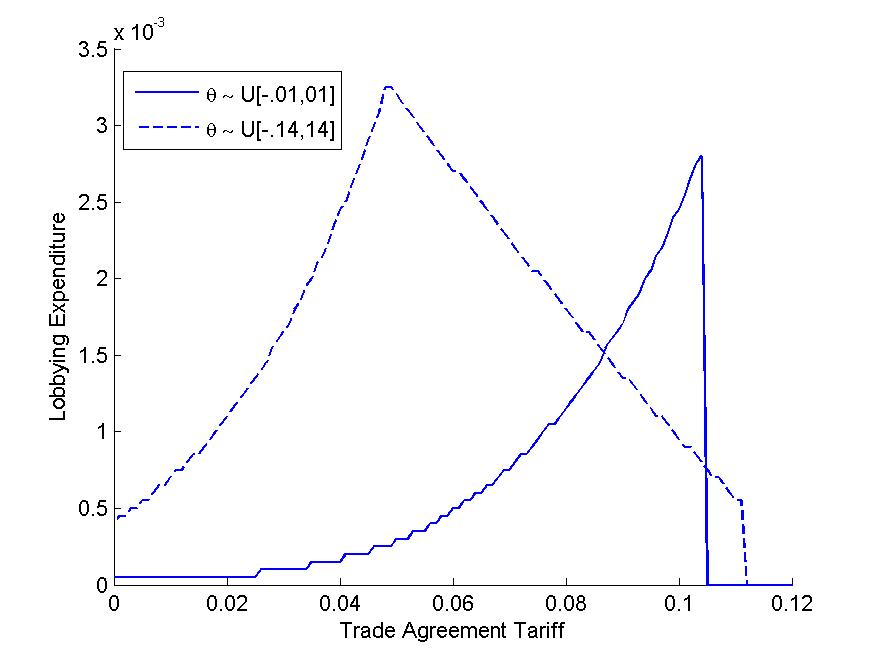 x 10-3
3.5
3
2.5
2
1.5
1
0.5
0
θ ~ U[-.01,01]
θ ~ U[-.14,14]
Lobbying Expenditure
0 0.02 0.04 0.06 0.08 0.1 0.12
Trade Agreement Tariff